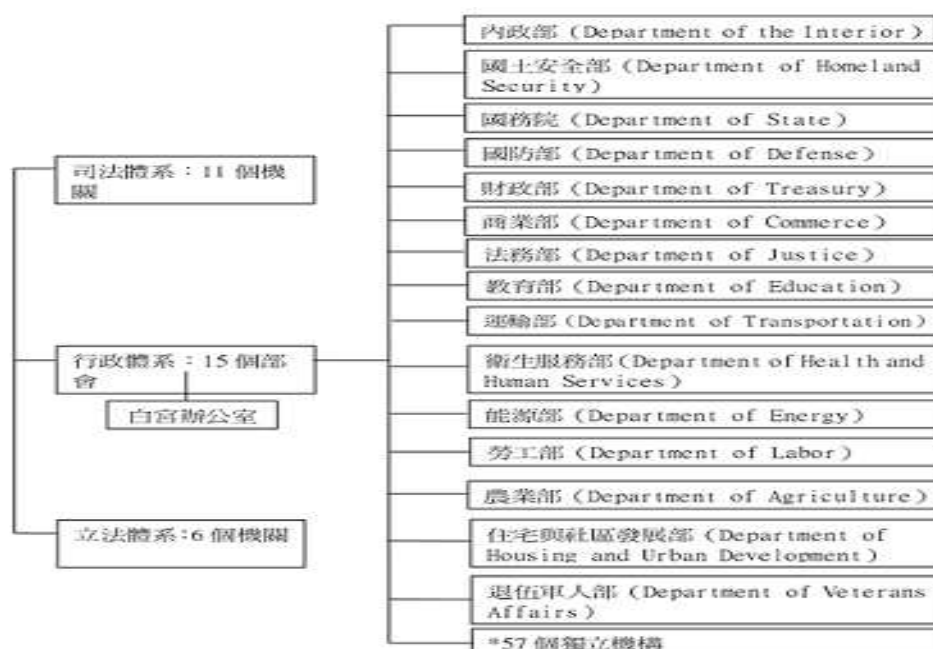 司法體系：11 個機
關
行政體系：15 個部
會
白宮辦公室
立法體系:6 個機關
內政部 (Department of the Interior)
國土安全部 (Department of Homeland
Security)
國務院 (Department of State)
國防部 (Department of Defense)
財政部 (Department of Treasury)
商業部 (Department of Commerce)
法務部 (Department of Justice)
教育部 (Department of Education)
運輸部 (Department of Transportation)
衛生服務部 (Department of Health and
Human Services)
能源部 (Department of Energy)
勞工部 (Department of Labor)
農業部 (Department of Agriculture)
住宅與社區發展部 (Department of
Housing and Urban Development)
退伍軍人部 (Department of Veterans
Affairs)
*57 個獨立機構